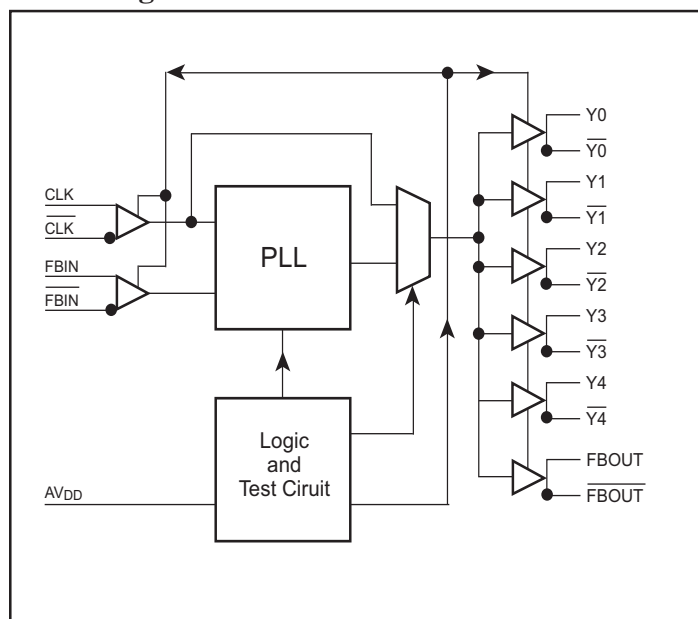 CLK
CLK
FBIN
FBIN
AVDD
PLL
Logic
and
Test Ciruit
Y0
Y0
Y1
Y1
Y2
Y2
Y3
Y3
Y4
Y4
FBOUT
FBOUT